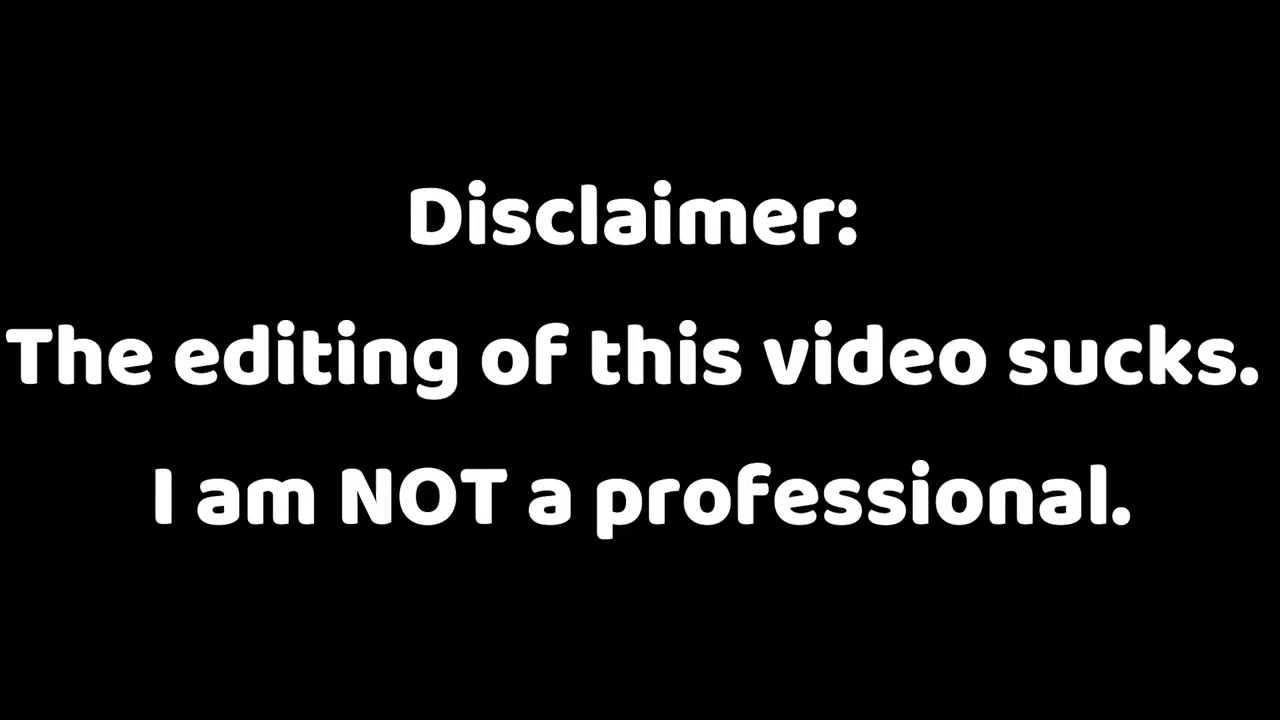 Disclaimer:
The editing of this video sucks.
I am NOT a professional.